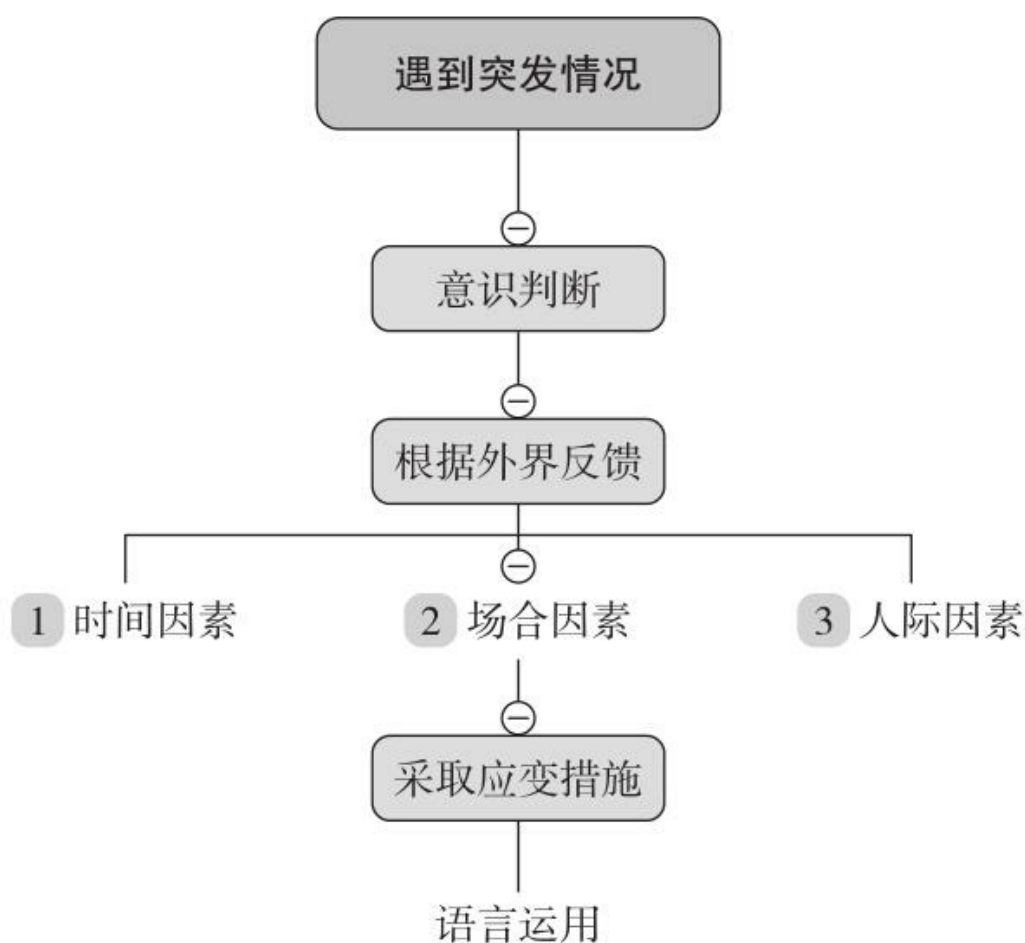 遇到突发情况
意识判断
根据外界反馈
1 时间因素
2 场合因素
3 人际因素
采取应变措施
语言运用